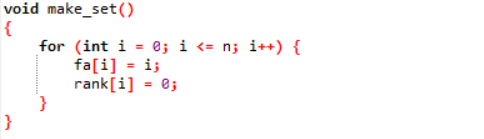 void make_set()
{
    for (int i = 0; i <= n; i++) {
        fa[i] = i;
        rank[i] = 0;
    }
}